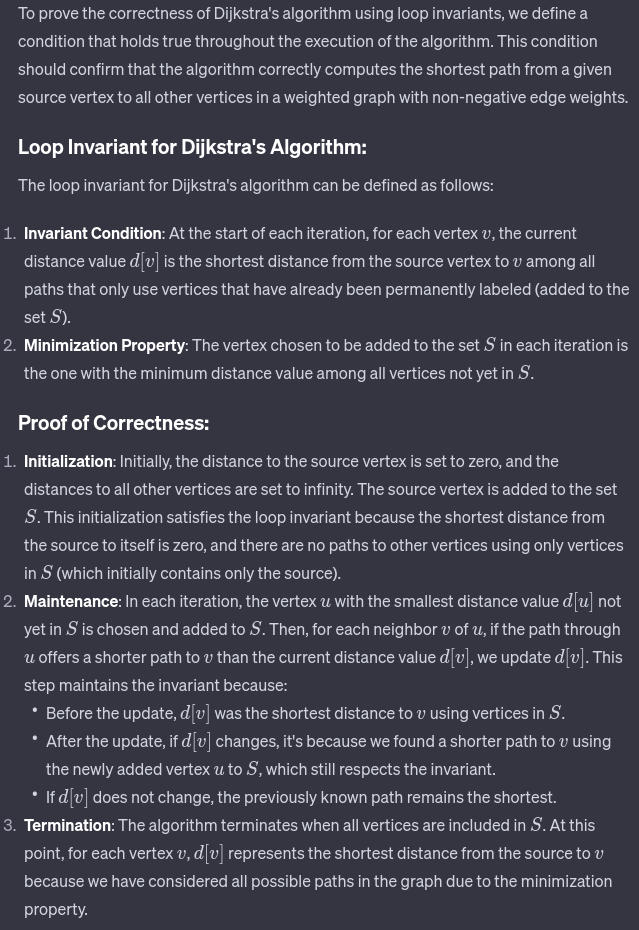 To prove the correctness of Dijkstra's algorithm using loop invariants, we define a
condition that holds true throughout the execution of the algorithm. This condition
should confirm that the algorithm correctly computes the shortest path from a given
source vertex to all other vertices in a weighted graph with non-negative edge weights.
Loop Invariant for Dijkstra's Algorithm:
The loop invariant for Dijkstra's algorithm can be defined as follows:
1. Invariant Condition: At the start of each iteration, for each vertex v, the current
distance value d[v] is the shortest distance from the source vertex to v among all
paths that only use vertices that have already been permanently labeled (added to the
set S).
2. Minimization Property: The vertex chosen to be added to the set S in each iteration is
the one with the minimum distance value among all vertices not yet in S.
Proof of Correctness:
1. Initialization: Initially, the distance to the source vertex is set to zero, and the
distances to all other vertices are set to infinity. The source vertex is added to the set
S. This initialization satisfies the loop invariant because the shortest distance from
the source to itself is zero, and there are no paths to other vertices using only vertices
in S (which initially contains only the source).
2. Maintenance: In each iteration, the vertex u with the smallest distance value d[u] not
yet in S is chosen and added to S. Then, for each neighbor v of u, if the path through
u offers a shorter path to v than the current distance value d[v], we update d[v]. This
step maintains the invariant because:
• Before the update, d[v] was the shortest distance to v using vertices in S.
• After the update, if d[v] changes, it's because we found a shorter path to v using
the newly added vertex u to S, which still respects the invariant.
• If d[v] does not change, the previously known path remains the shortest.
3. Termination: The algorithm terminates when all vertices are included in S. At this
point, for each vertex v, d[v] represents the shortest distance from the source to v
because we have considered all possible paths in the graph due to the minimization
property.